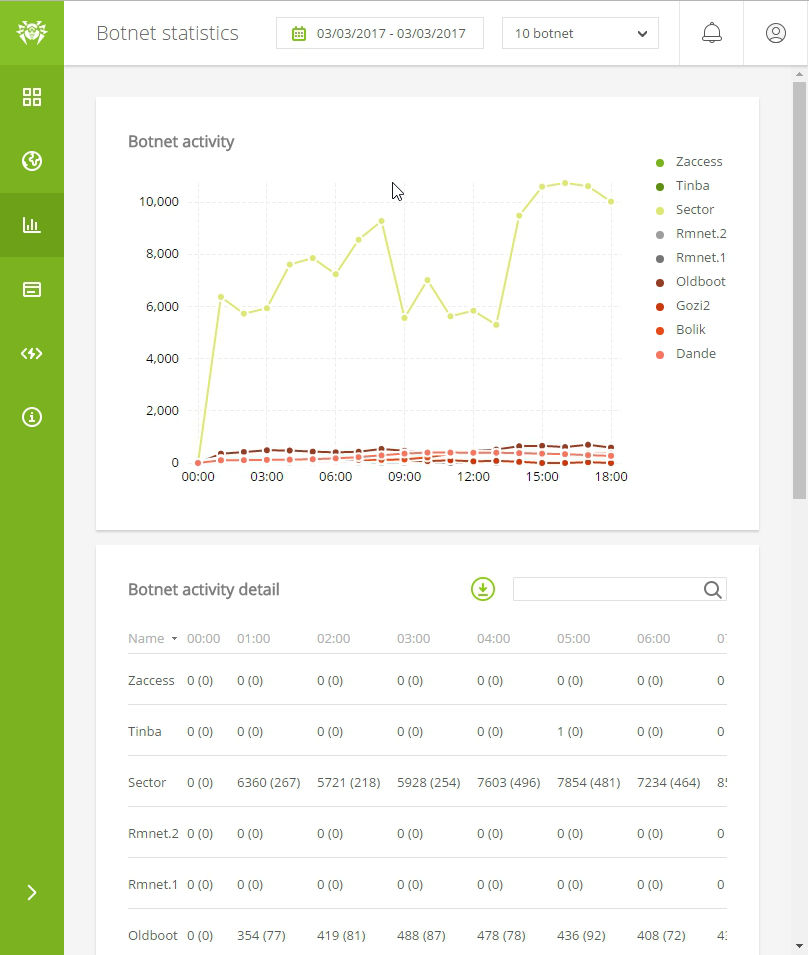 Botnet statistics 03/03/2017 - 03/03/2017 10 botnet
Botnet activity
Zaccess
Tinba
Sector
Rmnet.2
Rmnet.1
Oldboot
Gozi2
Bolik
Dande
10,000
8,000
6,000
4,000
2,000
0
00:00 03:00 06:00 09:00 12:00 15:00 18:00
Botnet activity detail
Name 00:00 01:00 02:00 03:00 04:00 05:00 06:00
Zaccess 0 (0) 0 (0) 0 (0) 0 (0) 0 (0) 0 (0) 0 (0) 0
Tinba 0 (0) 0 (0) 0 (0) 0 (0) 0 (0) 1 (0) 0 (0) 0
Sector 0 (0) 6360 (267) 5721 (218) 5928 (254) 7603 (496) 7854 (481) 7234 (464)
Rmnet.2 0 (0) 0 (0) 0 (0) 0 (0) 0 (0) 0 (0) 0 (0) 0
Rmnet.1 0 (0) 0 (0) 0 (0) 0 (0) 0 (0) 0 (0) 0 (0) 0
Oldboot 0 (0) 354 (77) 419 (81) 488 (87) 478 (78) 436 (92) 408 (72)